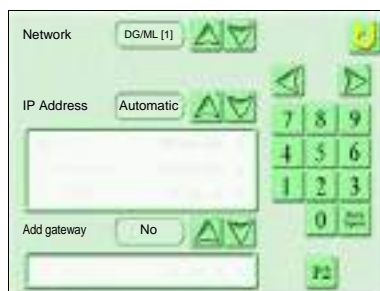 Network DG/ML [1]
IP Address Automatic
7 8 9
4 5 6
1 2 3
Add gateway No
0
P2